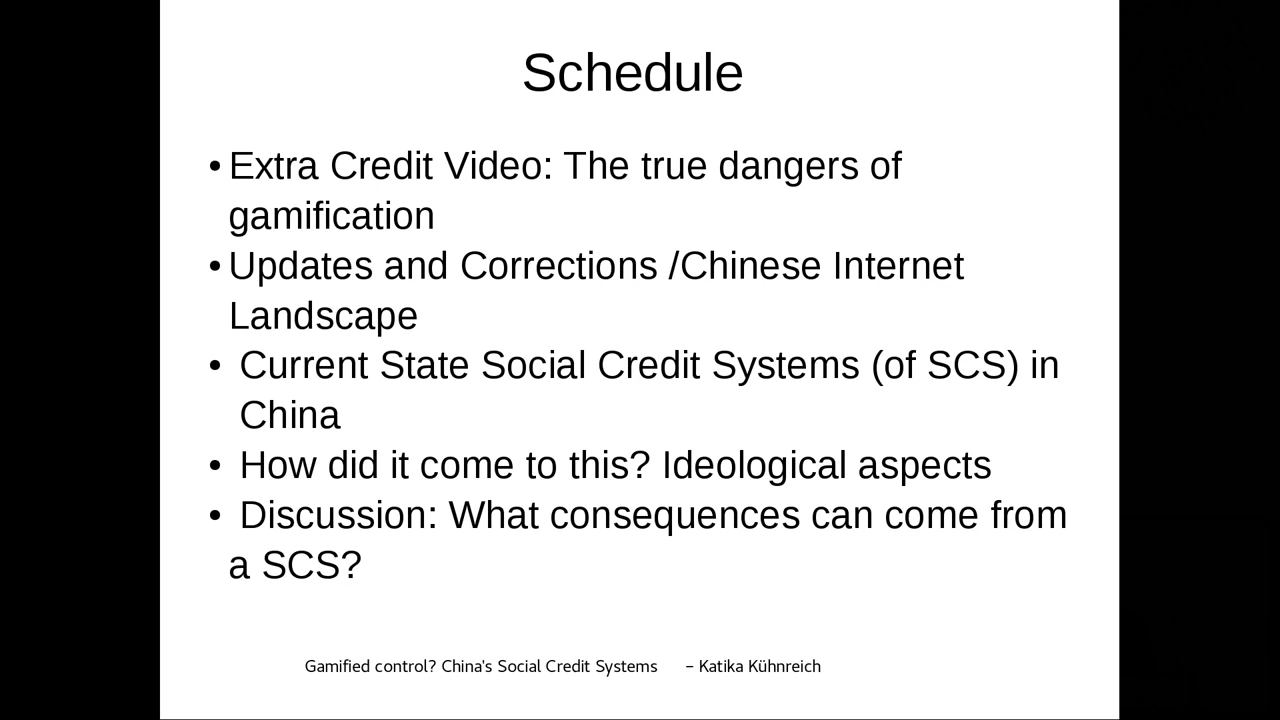 Schedule
• Extra Credit Video: The true dangers of
gamification
• Updates and Corrections /Chinese Internet
Landscape
• Current State Social Credit Systems (of SCS) in
China
• How did it come to this? Ideological aspects
• Discussion: What consequences can come from
a SCS?
Gamified control? China's Social Credit Systems – Katika Kühnreich